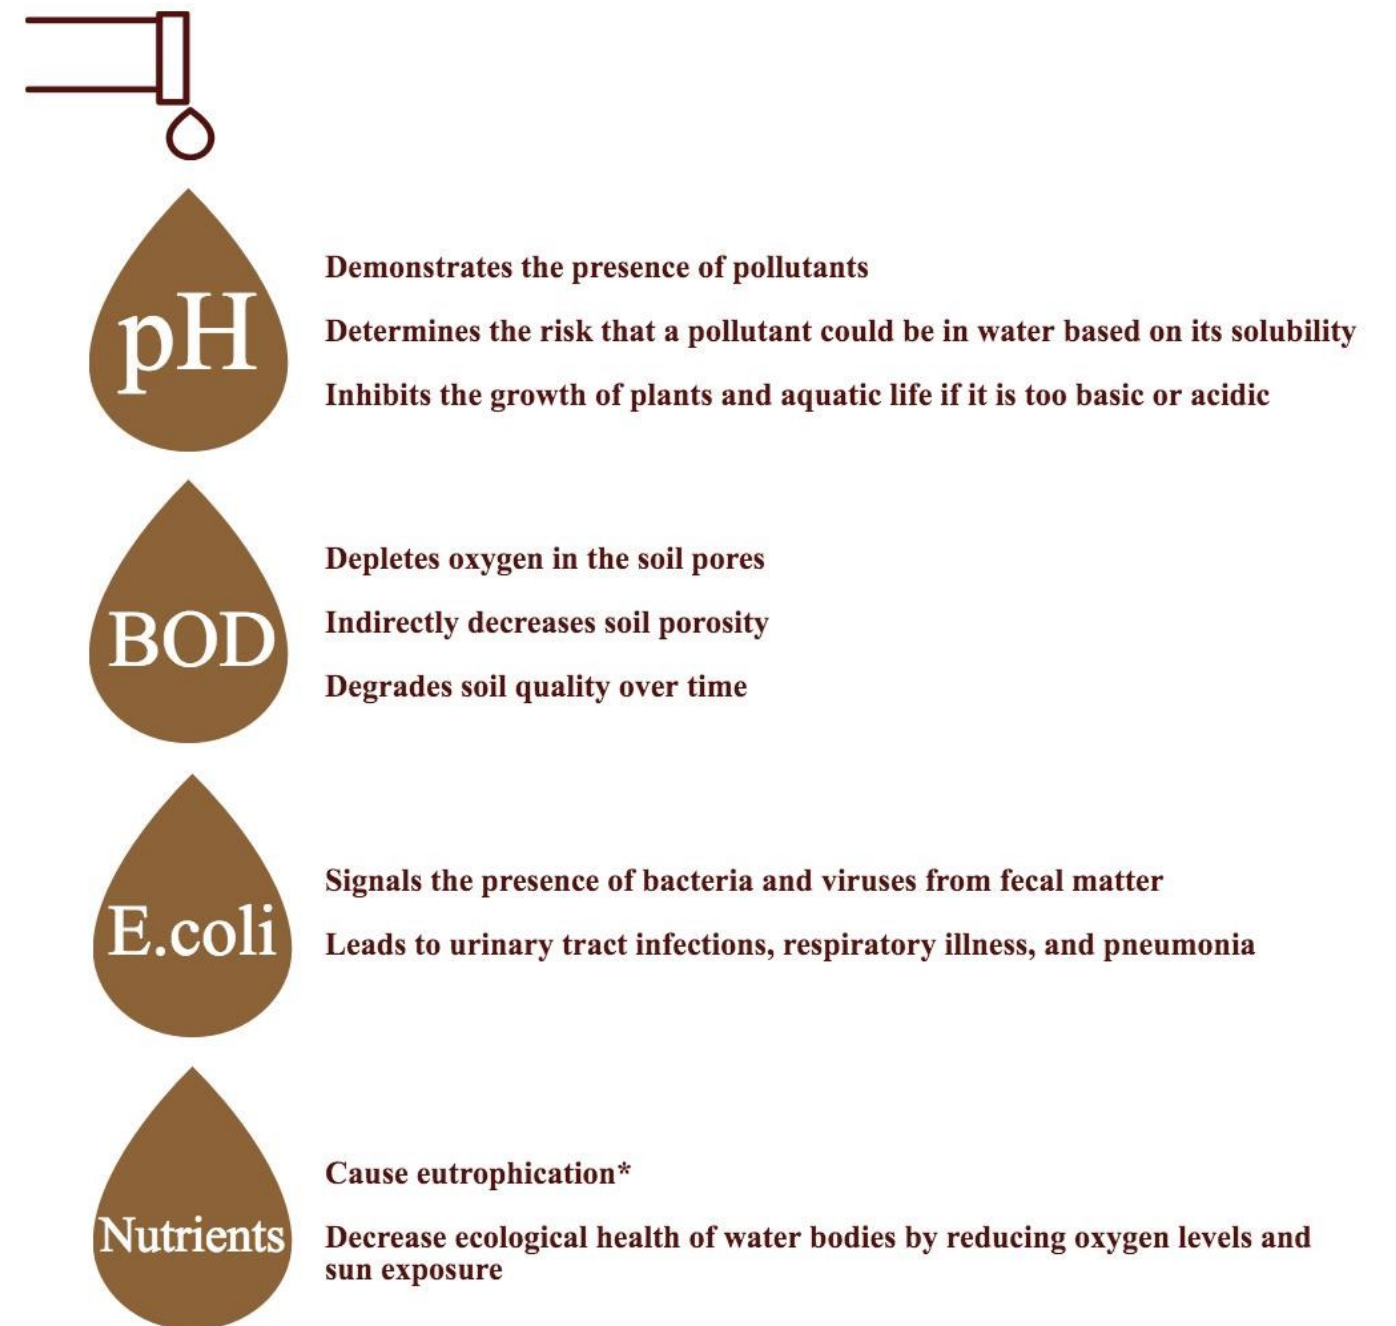 pH
Demonstrates the presence of pollutants
Determines the risk that a pollutant could be in water based on its solubility
Inhibits the growth of plants and aquatic life if it is too basic or acidic
BOD
Depletes oxygen in the soil pores
Indirectly decreases soil porosity
Degrades soil quality over time
E.coli
Signals the presence of bacteria and viruses from fecal matter
Leads to urinary tract infections, respiratory illness, and pneumonia
Nutrients
Cause eutrophication*
Decrease ecological health of water bodies by reducing oxygen levels and
sun exposure